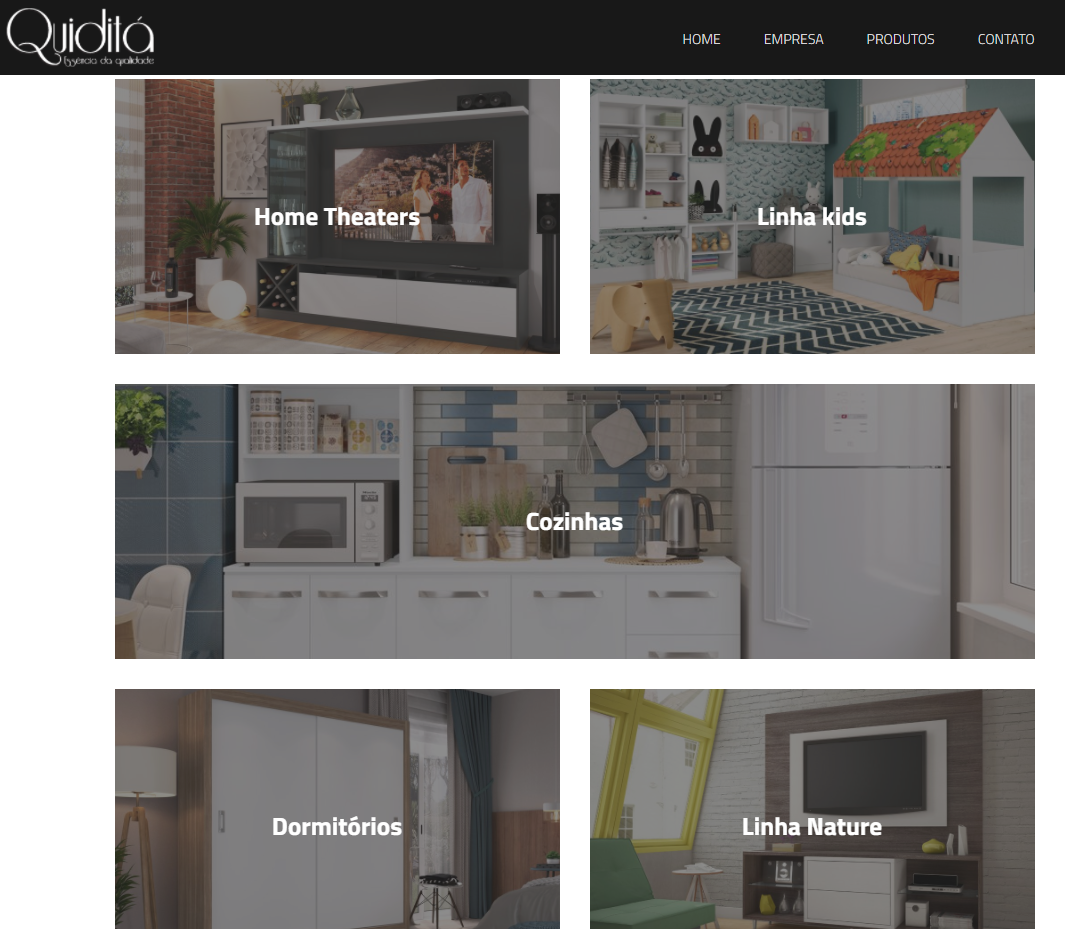 Quiditá
Essência da qualidade
HOME
EMPRESA
PRODUTOS
CONTATO
Home Theaters
Linha kids
Cozinhas
Dormitórios
Linha Nature